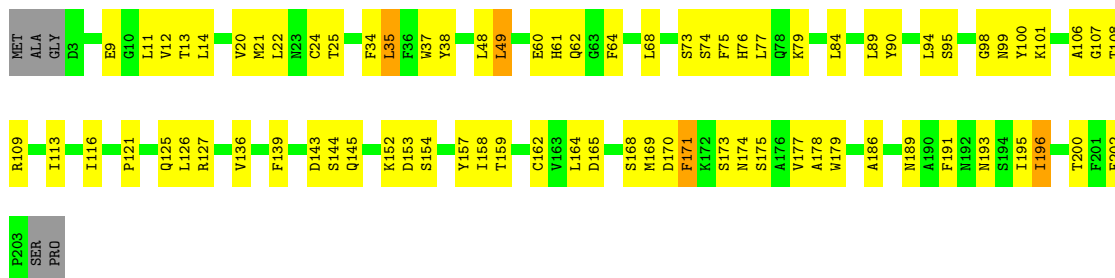 MET ALA GLY D3 E9 G10 L11 V12 T13 L14 V20 M21 L22 N23 C24 T25 F34 L35 F36 W37 Y38 L48 L49 E60 H61 Q62 G63 F64 L68 S73 S74 F75 H76 L77 Q78 K79 L84 L89 Y90 L94 S95 G98 N99 Y100 K101 A106 G107 T108
R109 I113 I116 P121 Q125 L126 R127 V136 F139 D143 S144 Q145 K152 D153 S154 Y157 I158 T159 C162 V163 L164 D165 S168 M169 D170 F171 K172 S173 N174 S175 A176 V177 A178 W179 A186 N189 A190 F191 N192 N193 S194 I195 I196 T200 F201 E202
P203 SER PRO